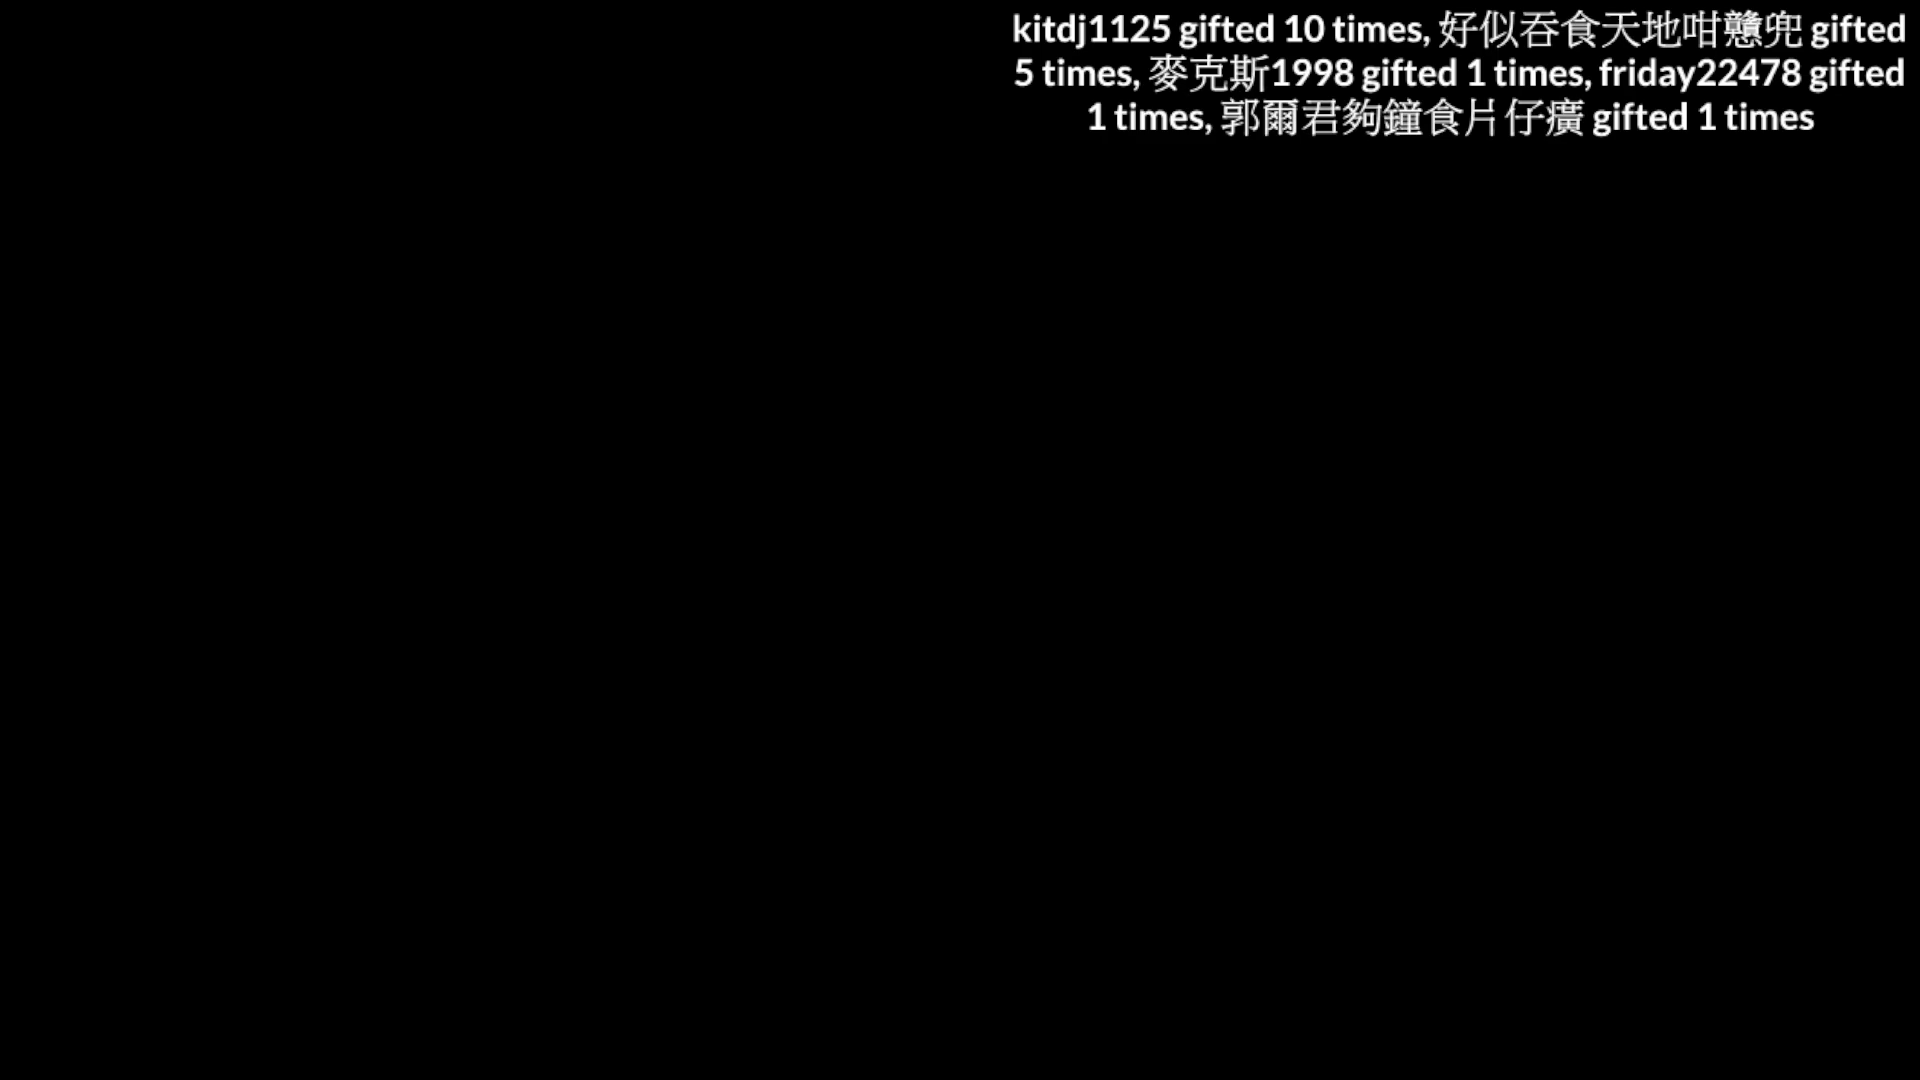 kitdj1125 gifted 10 times, 好似吞食天地咁戇兜 gifted
5 times, 麥克斯1998 gifted 1 times, friday22478 gifted
1 times, 郭爾君夠鐘食片仔癀 gifted 1 times